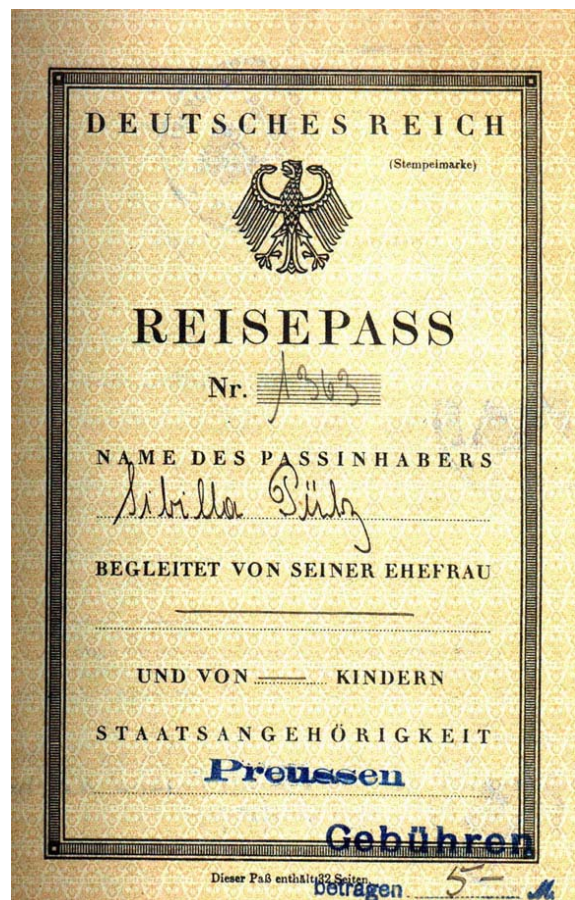 DEUTSCHES REICH
(Stempelmarke)
REISEPASS
Nr. 1363
NAME DES PASSINHABERS
Sibilla Pütz
BEGLEITET VON SEINER EHEFRAU
UND VON KINDERN
STAATSANGEHÖRIGKEIT
Preussen
Gebühren
Dieser Paß enthält 32 Seiten
betragen 5 M.